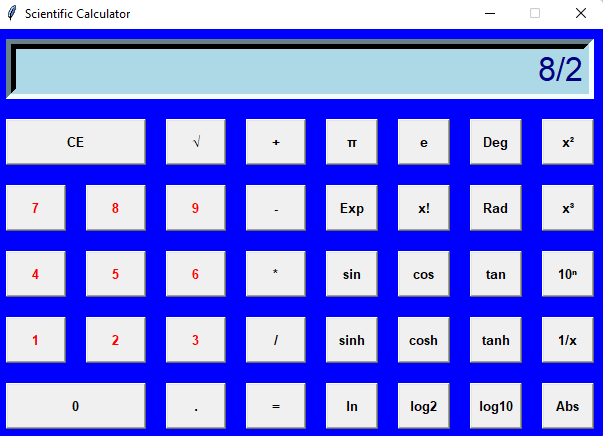 Scientific Calculator
8/2
CE √ + π e Deg x²
7 8 9 - Exp x! Rad x³
4 5 6 * sin cos tan 10ⁿ
1 2 3 / sinh cosh tanh 1/x
0 . = ln log2 log10 Abs